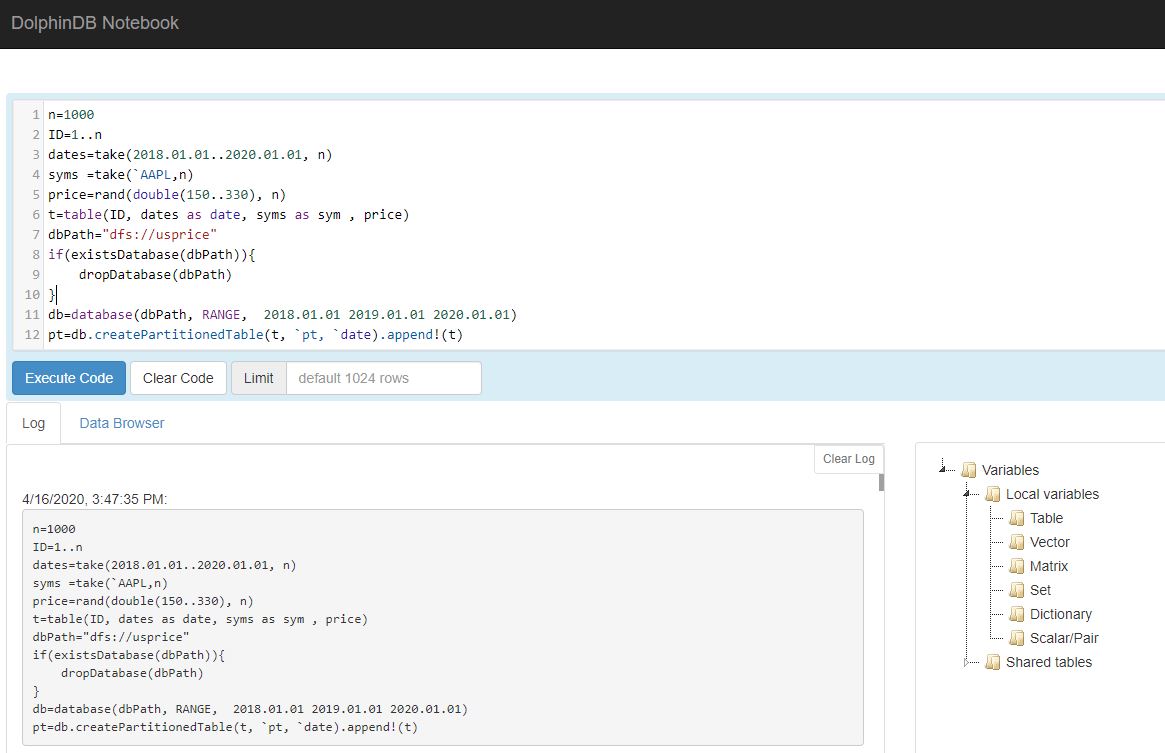 DolphinDB Notebook
1 n=1000
2 ID=1..n
3 dates=take(2018.01.01..2020.01.01, n)
4 syms =take(`AAPL,n)
5 price=rand(double(150..330), n)
6 t=table(ID, dates as date, syms as sym , price)
7 dbPath="dfs://usprice"
8 if(existsDatabase(dbPath)){
9     dropDatabase(dbPath)
10 }
11 db=database(dbPath, RANGE,  2018.01.01 2019.01.01 2020.01.01)
12 pt=db.createPartitionedTable(t, `pt, `date).append!(t)
Execute Code Clear Code Limit default 1024 rows
Log Data Browser
Clear Log
4/16/2020, 3:47:35 PM:
n=1000
ID=1..n
dates=take(2018.01.01..2020.01.01, n)
syms =take(`AAPL,n)
price=rand(double(150..330), n)
t=table(ID, dates as date, syms as sym , price)
dbPath="dfs://usprice"
if(existsDatabase(dbPath)){
    dropDatabase(dbPath)
}
db=database(dbPath, RANGE,  2018.01.01 2019.01.01 2020.01.01)
pt=db.createPartitionedTable(t, `pt, `date).append!(t)
Variables
Local variables
Table
Vector
Matrix
Set
Dictionary
Scalar/Pair
Shared tables